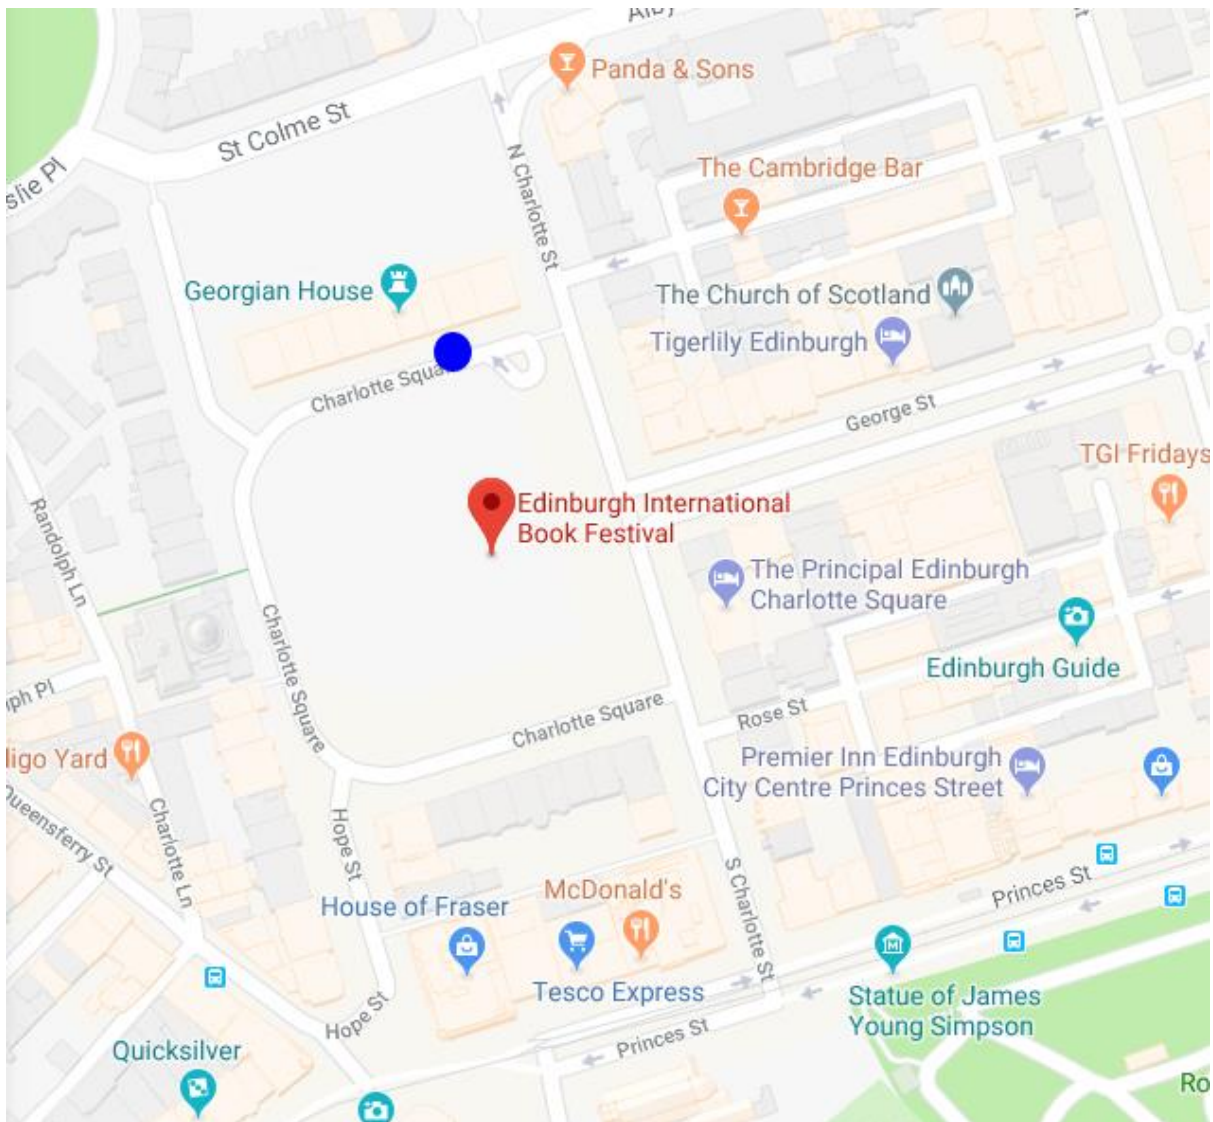 Panda & Sons
St Colme St
N Charlotte St
The Cambridge Bar
Georgian House
The Church of Scotland
Tigerlily Edinburgh
Charlotte
George St
TGI Fridays
Edinburgh International
Book Festival
Randolph Ln
The Principal Edinburgh
Charlotte Square
Charlotte Square
Edinburgh Guide
Charlotte Square
Rose St
Premier Inn Edinburgh
City Centre Princes Street
Yard
Queensferry St
Charlotte Ln
Hope St
S Charlotte St
Princes St
House of Fraser
McDonald's
Tesco Express
Statue of James
Young Simpson
Hope St
Princes St
Quicksilver